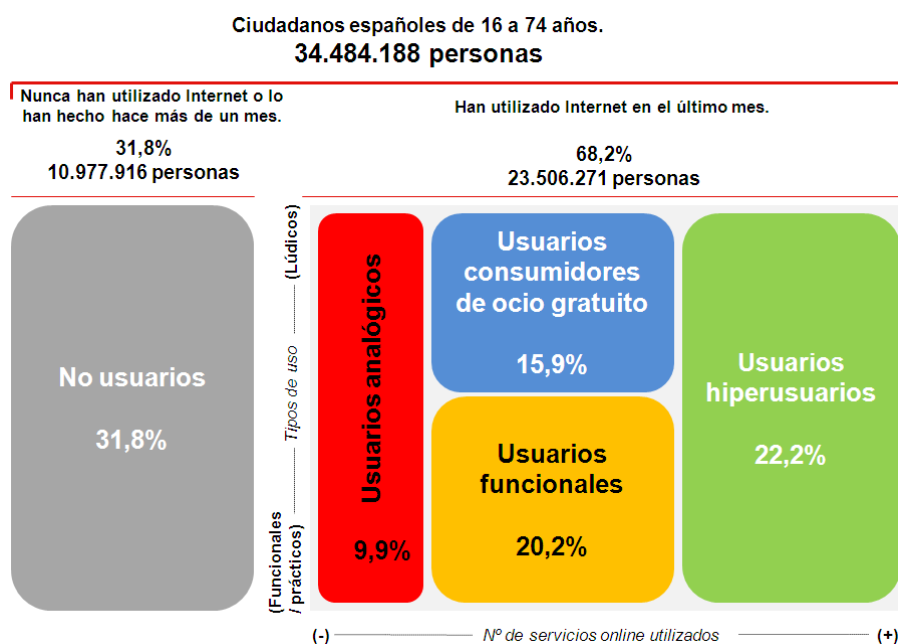 Ciudadanos españoles de 16 a 74 años.
34.484.188 personas
Nunca han utilizado Internet o lo
han hecho hace más de un mes.
31,8%
10.977.916 personas
Han utilizado Internet en el último mes.
68,2%
23.506.271 personas
No usuarios
31,8%
(Lúdicos)
Tipos de uso
(Funcionales
/ prácticos)
Usuarios analógicos
9,9%
Usuarios
consumidores
de ocio gratuito
15,9%
Usuarios
funcionales
20,2%
Usuarios
hiperusuarios
22,2%
(-) Nº de servicios online utilizados (+)